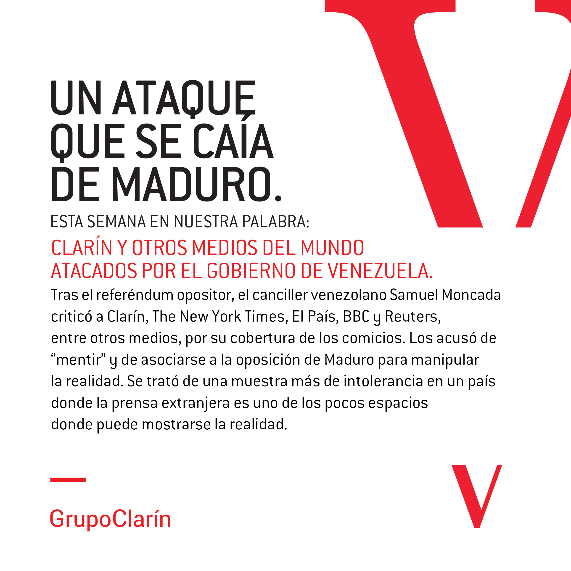 UN ATAQUE
QUE SE CAÍA
DE MADURO.
ESTA SEMANA EN NUESTRA PALABRA:
CLARÍN Y OTROS MEDIOS DEL MUNDO
ATACADOS POR EL GOBIERNO DE VENEZUELA.
Tras el referéndum opositor, el canciller venezolano Samuel Moncada
criticó a Clarín, The New York Times, El País, BBC y Reuters,
entre otros medios, por su cobertura de los comicios. Los acusó de
“mentir” y de asociarse a la oposición de Maduro para manipular
la realidad. Se trató de una muestra más de intolerancia en un país
donde la prensa extranjera es uno de los pocos espacios
donde puede mostrarse la realidad.
GrupoClarín
V